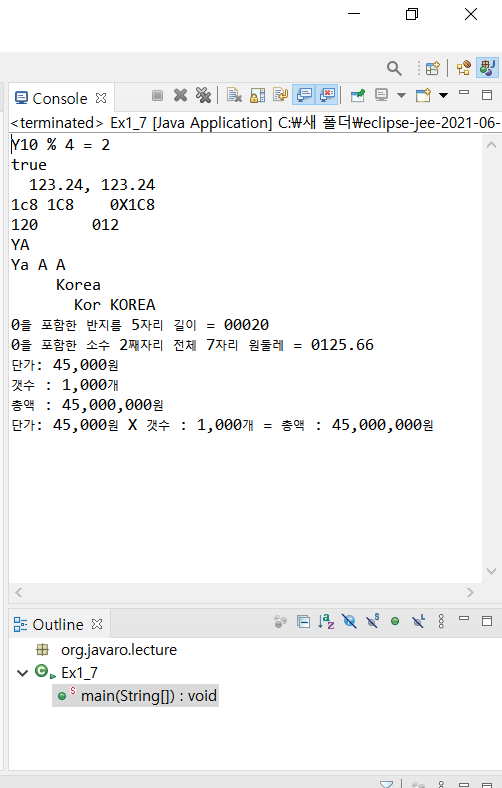 Console
<terminated> Ex1_7 [Java Application] C:₩새 폴더₩eclipse-jee-2021-06-
Y10 % 4 = 2
true
  123.24, 123.24
1c8 1C8    0X1C8
120      012
YA
Ya A A
     Korea
       Kor KOREA
0을 포함한 반지름 5자리 길이 = 00020
0을 포함한 소수 2째자리 전체 7자리 원둘레 = 0125.66
단가: 45,000원
갯수 : 1,000개
총액 : 45,000,000원
단가: 45,000원 X 갯수 : 1,000개 = 총액 : 45,000,000원
Outline
org.javaro.lecture
Ex1_7
main(String[]) : void